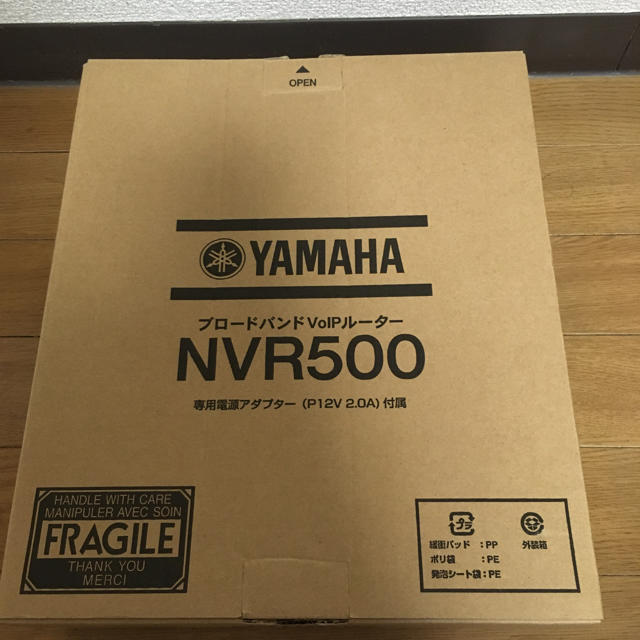 OPEN
YAMAHA
ブロードバンドVoIPルーター
NVR500
専用電源アダプター（P12V 2.0A）付属
HANDLE WITH CARE
MANIPULER AVEC SOIN
FRAGILE
THANK YOU
MERCI
プラ
緩衝パッド ：PP
ポリ袋 ：PE
発泡シート袋：PE
外装箱